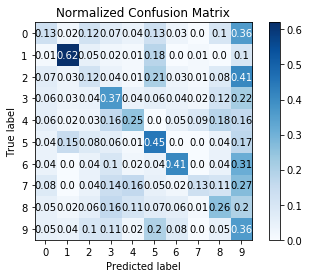 Normalized Confusion Matrix
0 0.13 0.02 0.12 0.07 0.04 0.13 0.03 0.0 0.1 0.36
1 0.01 0.62 0.05 0.02 0.01 0.18 0.0 0.01 0.0 0.1
2 0.07 0.03 0.12 0.04 0.01 0.21 0.03 0.01 0.08 0.41
3 0.06 0.03 0.04 0.37 0.04 0.06 0.04 0.02 0.12 0.22
4 0.06 0.02 0.03 0.16 0.25 0.0 0.05 0.09 0.18 0.16
5 0.04 0.15 0.08 0.06 0.01 0.45 0.0 0.0 0.04 0.17
6 0.04 0.0 0.04 0.1 0.02 0.04 0.41 0.0 0.04 0.31
7 0.08 0.0 0.04 0.14 0.16 0.05 0.02 0.13 0.11 0.27
8 0.05 0.02 0.06 0.16 0.11 0.07 0.06 0.01 0.26 0.2
9 0.05 0.04 0.1 0.11 0.02 0.2 0.08 0.0 0.05 0.36
0 1 2 3 4 5 6 7 8 9
Predicted label
True label
0.6
0.5
0.4
0.3
0.2
0.1
0.0